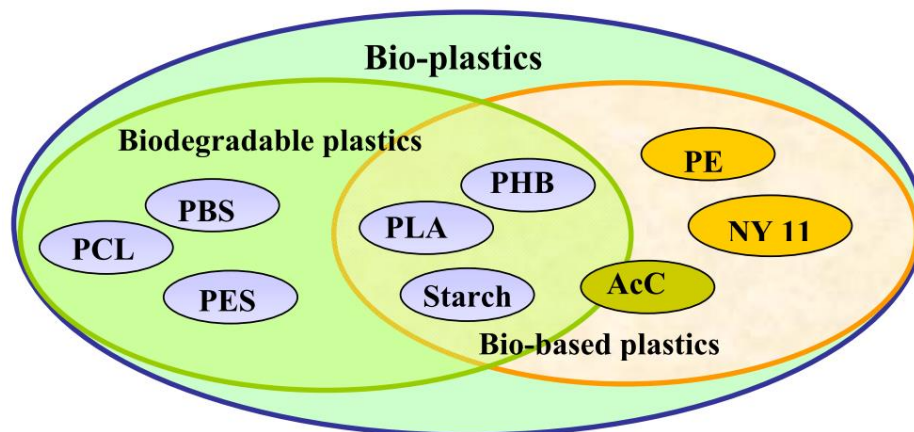 Bio-plastics
Biodegradable plastics
PE
PHB
PBS
PLA
NY 11
PCL
PES
Starch
AcC
Bio-based plastics